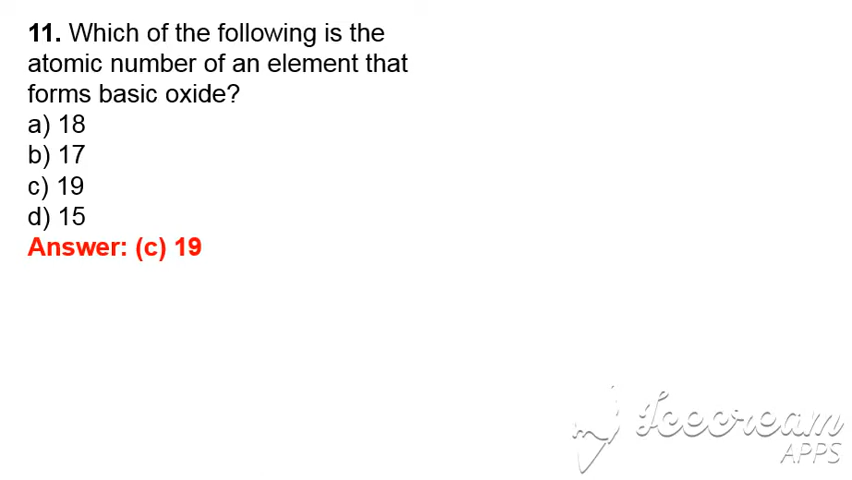 11. Which of the following is the
atomic number of an element that
forms basic oxide?
a) 18
b) 17
c) 19
d) 15
Answer: (c) 19
Icecream
APPS